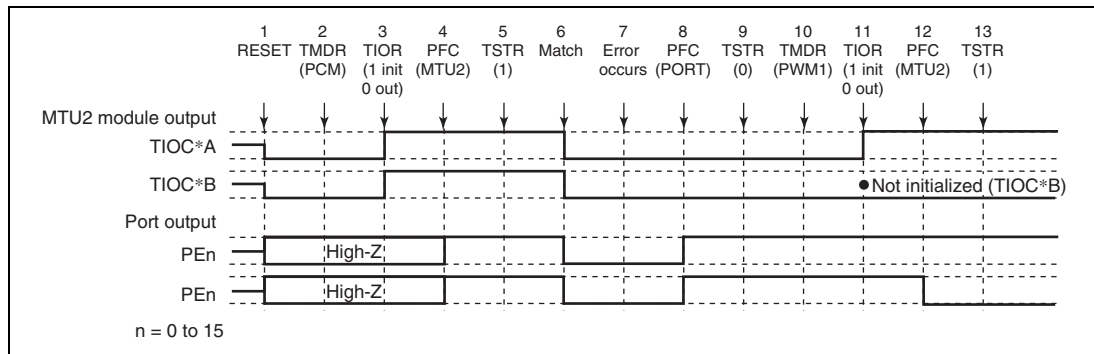 1 2 3 4 5 6 7 8 9 10 11 12 13
RESET TMDR TIOR PFC TSTR Match Error PFC TSTR TMDR TIOR PFC TSTR
(PCM) (1 init (MTU2) (1) occurs (PORT) (0) (PWM1) (1 init (MTU2) (1)
0 out) 0 out)
MTU2 module output
TIOC*A
TIOC*B
● Not initialized (TIOC*B)
Port output
PEn
High-Z
PEn
High-Z
n = 0 to 15